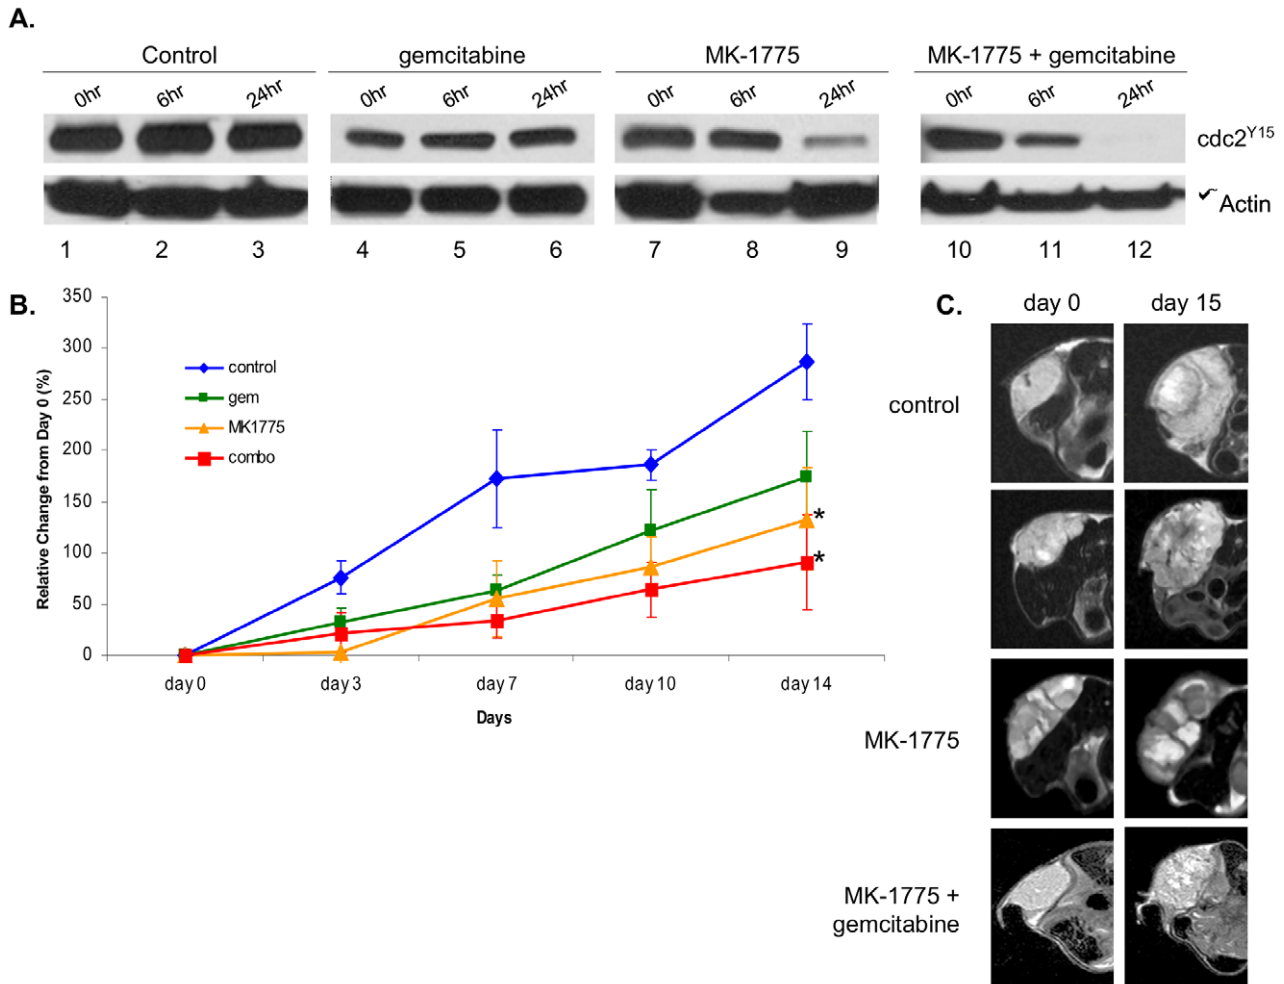 A.
Control gemcitabine MK-1775 MK-1775 + gemcitabine
0hr 6hr 24hr 0hr 6hr 24hr 0hr 6hr 24hr 0hr 6hr 24hr
cdc2Y15
Actin
1 2 3 4 5 6 7 8 9 10 11 12
B.
Relative Change from Day 0 (%)
350
300
250
200
150
100
50
0
control
gem
MK1775
combo
*
*
day 0 day 3 day 7 day 10 day 14
Days
C.
day 0 day 15
control
MK-1775
MK-1775 +
gemcitabine